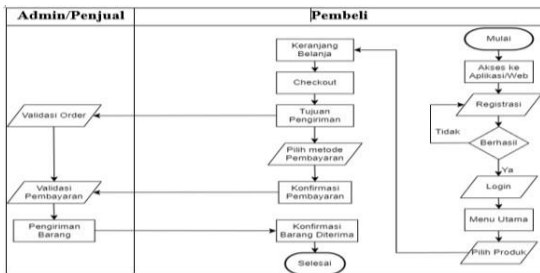 Admin/Penjual
Pembeli
Mulai
Akses ke
Aplikasi/Web
Registrasi
Tidak
Berhasil
Ya
Login
Menu Utama
Pilih Produk
Keranjang
Belanja
Checkout
Tujuan
Pengiriman
Validasi Order
Pilih metode
Pembayaran
Konfirmasi
Pembayaran
Validasi
Pembayaran
Pengiriman
Barang
Konfirmasi
Barang Diterima
Selesai